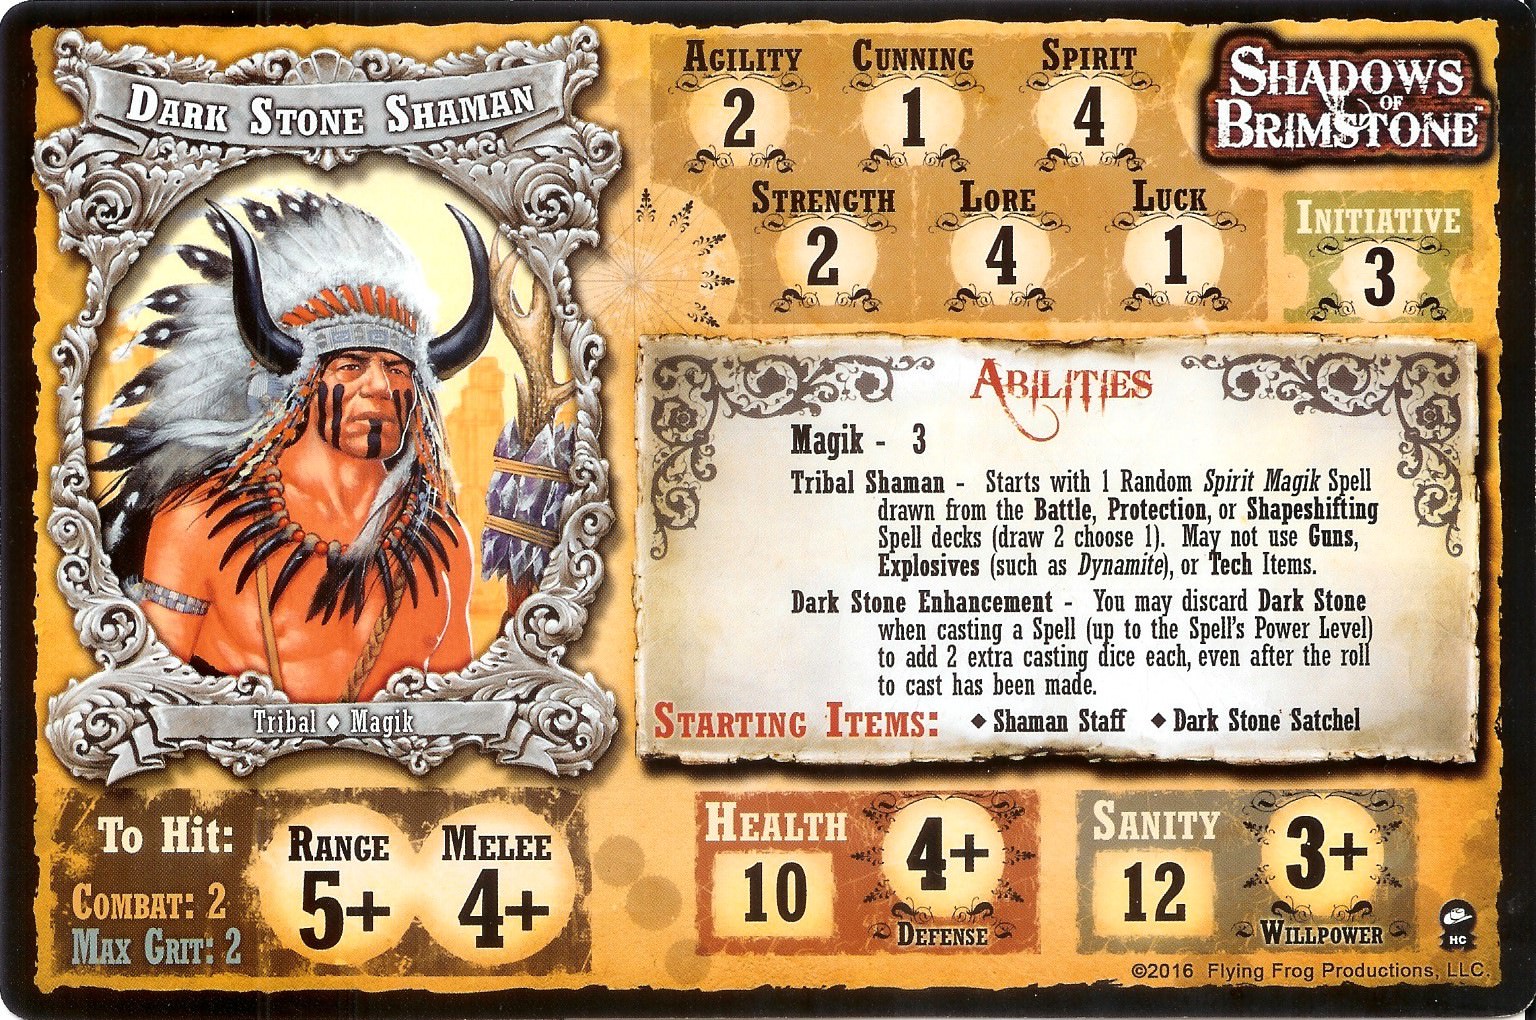 DARK STONE SHAMAN
Tribal ♦ Magik
AGILITY
2
CUNNING
1
SPIRIT
4
SHADOWS
OF
BRIMSTONE™
STRENGTH
2
LORE
4
LUCK
1
INITIATIVE
3
ABILITIES
Magik - 3
Tribal Shaman - Starts with 1 Random Spirit Magik Spell
drawn from the Battle, Protection, or Shapeshifting
Spell decks (draw 2 choose 1). May not use Guns,
Explosives (such as Dynamite), or Tech Items.
Dark Stone Enhancement - You may discard Dark Stone
when casting a Spell (up to the Spell's Power Level)
to add 2 extra casting dice each, even after the roll
to cast has been made.
STARTING ITEMS: ♦ Shaman Staff ♦ Dark Stone Satchel
To Hit:
COMBAT: 2
MAX GRIT: 2
RANGE
5+
MELEE
4+
HEALTH
10
4+
DEFENSE
SANITY
12
3+
WILLPOWER
HC
©2016 Flying Frog Productions, LLC.